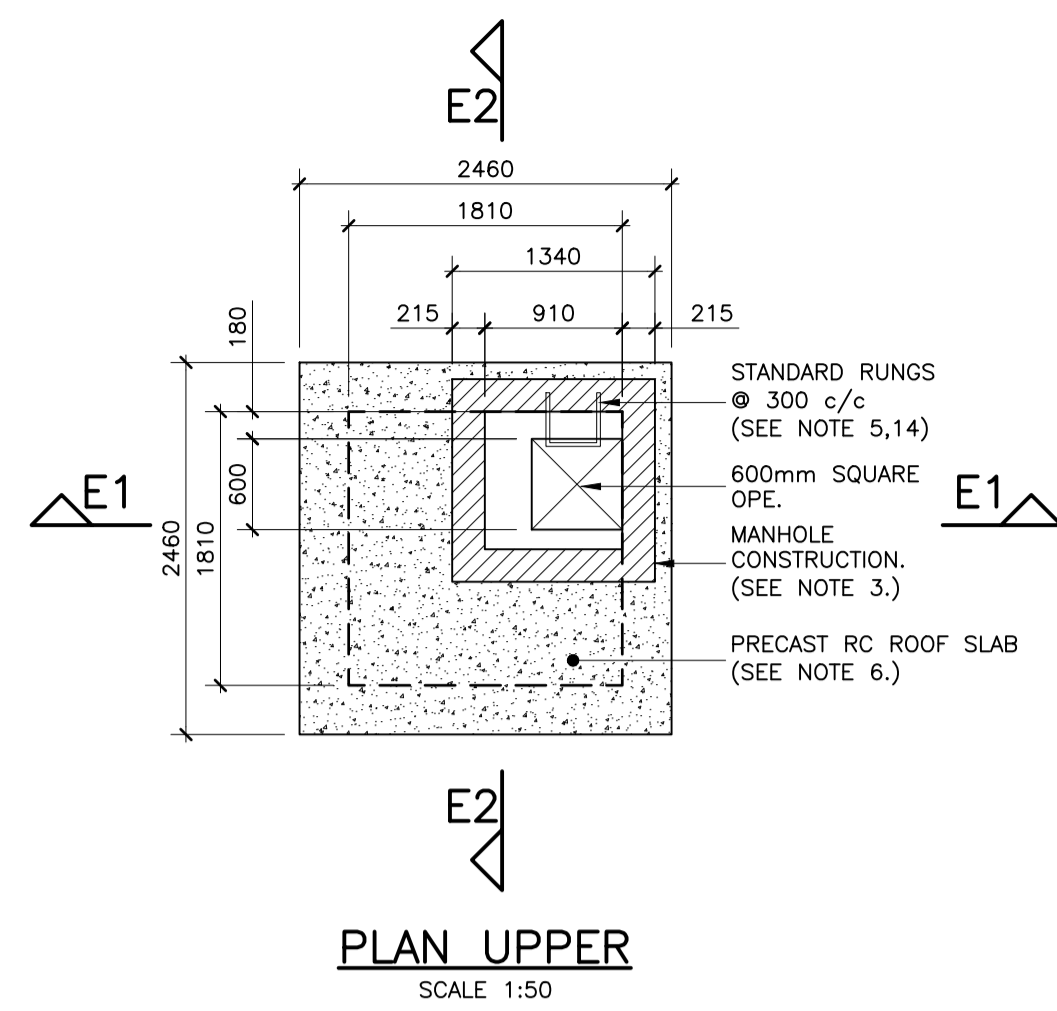 E2
2460
1810
1340
215
910
215
180
600
1810
2460
STANDARD RUNGS
@ 300 c/c
(SEE NOTE 5,14)
600mm SQUARE
OPE.
MANHOLE
CONSTRUCTION.
(SEE NOTE 3.)
PRECAST RC ROOF SLAB
(SEE NOTE 6.)
E1
E1
E2
PLAN UPPER
SCALE 1:50